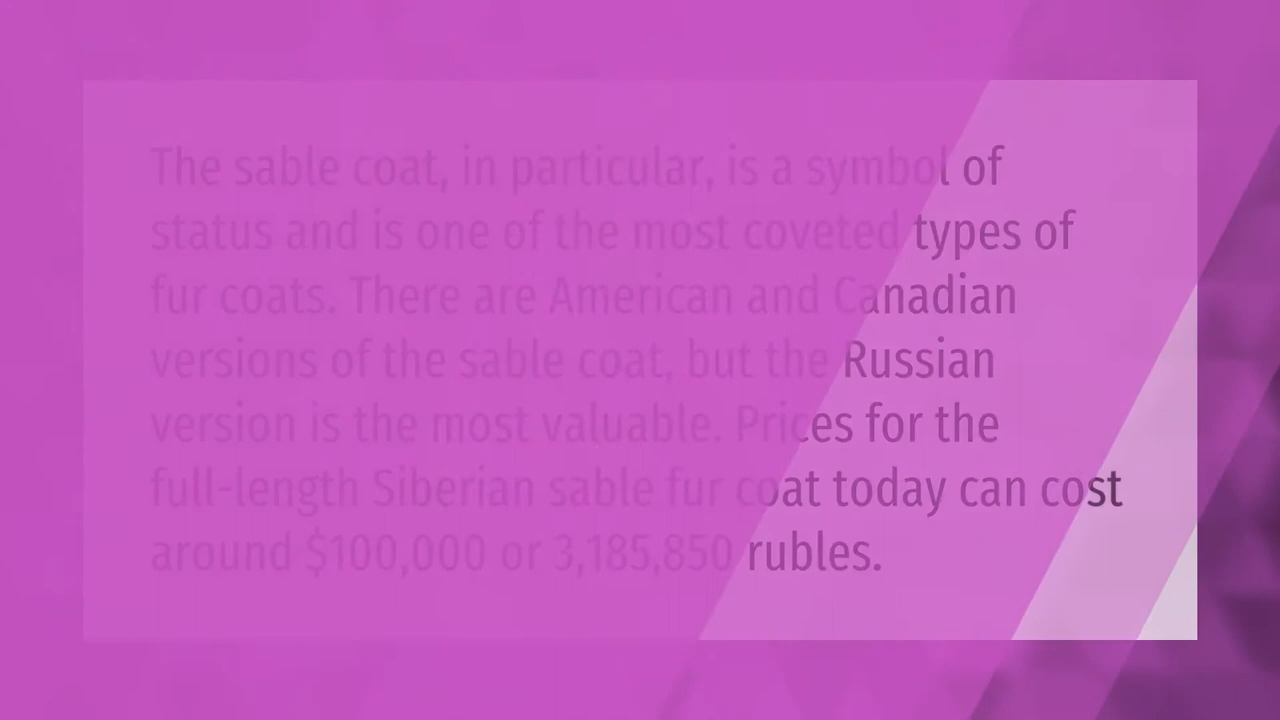 The sable coat, in particular, is a symbol of
status and is one of the most coveted types of
fur coats. There are American and Canadian
versions of the sable coat, but the Russian
version is the most valuable. Prices for the
full-length Siberian sable fur coat today can cost
around $100,000 or 3,185,850 rubles.